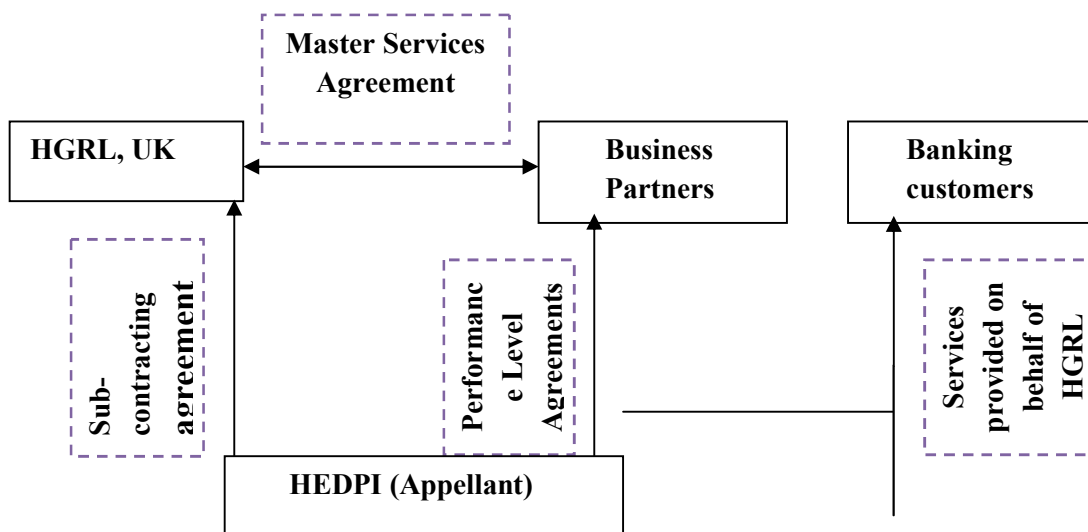 Master Services
Agreement
HGRL, UK
Business
Partners
Banking
customers
Sub-
contracting
agreement
Performanc
e Level
Agreements
Services
provided on
behalf of
HGRL
HEDPI (Appellant)